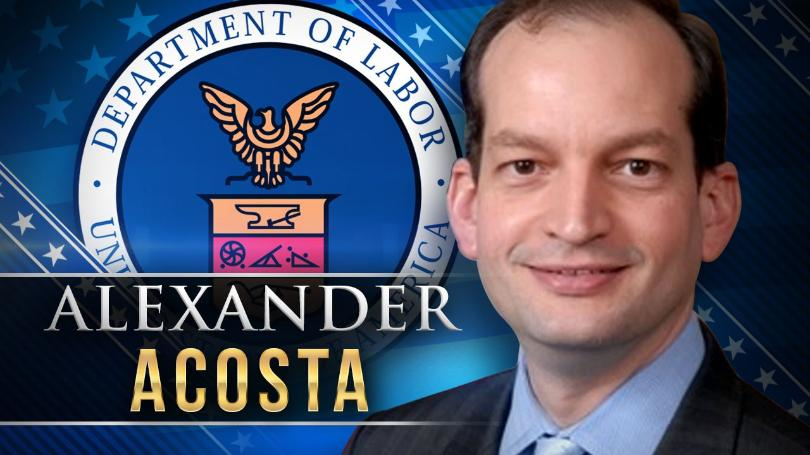 DEPARTMENT OF LABOR
ALEXANDER
ACOSTA